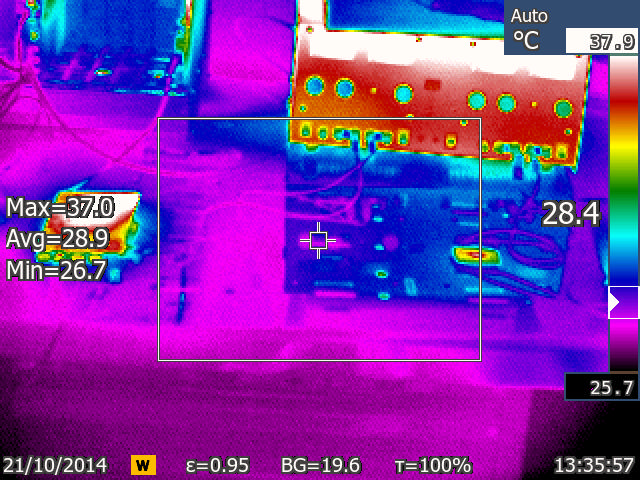 Auto
°C 37.9
28.4
Max=37.0
Avg=28.9
Min=26.7
25.7
21/10/2014 W ε=0.95 BG=19.6 τ=100% 13:35:57